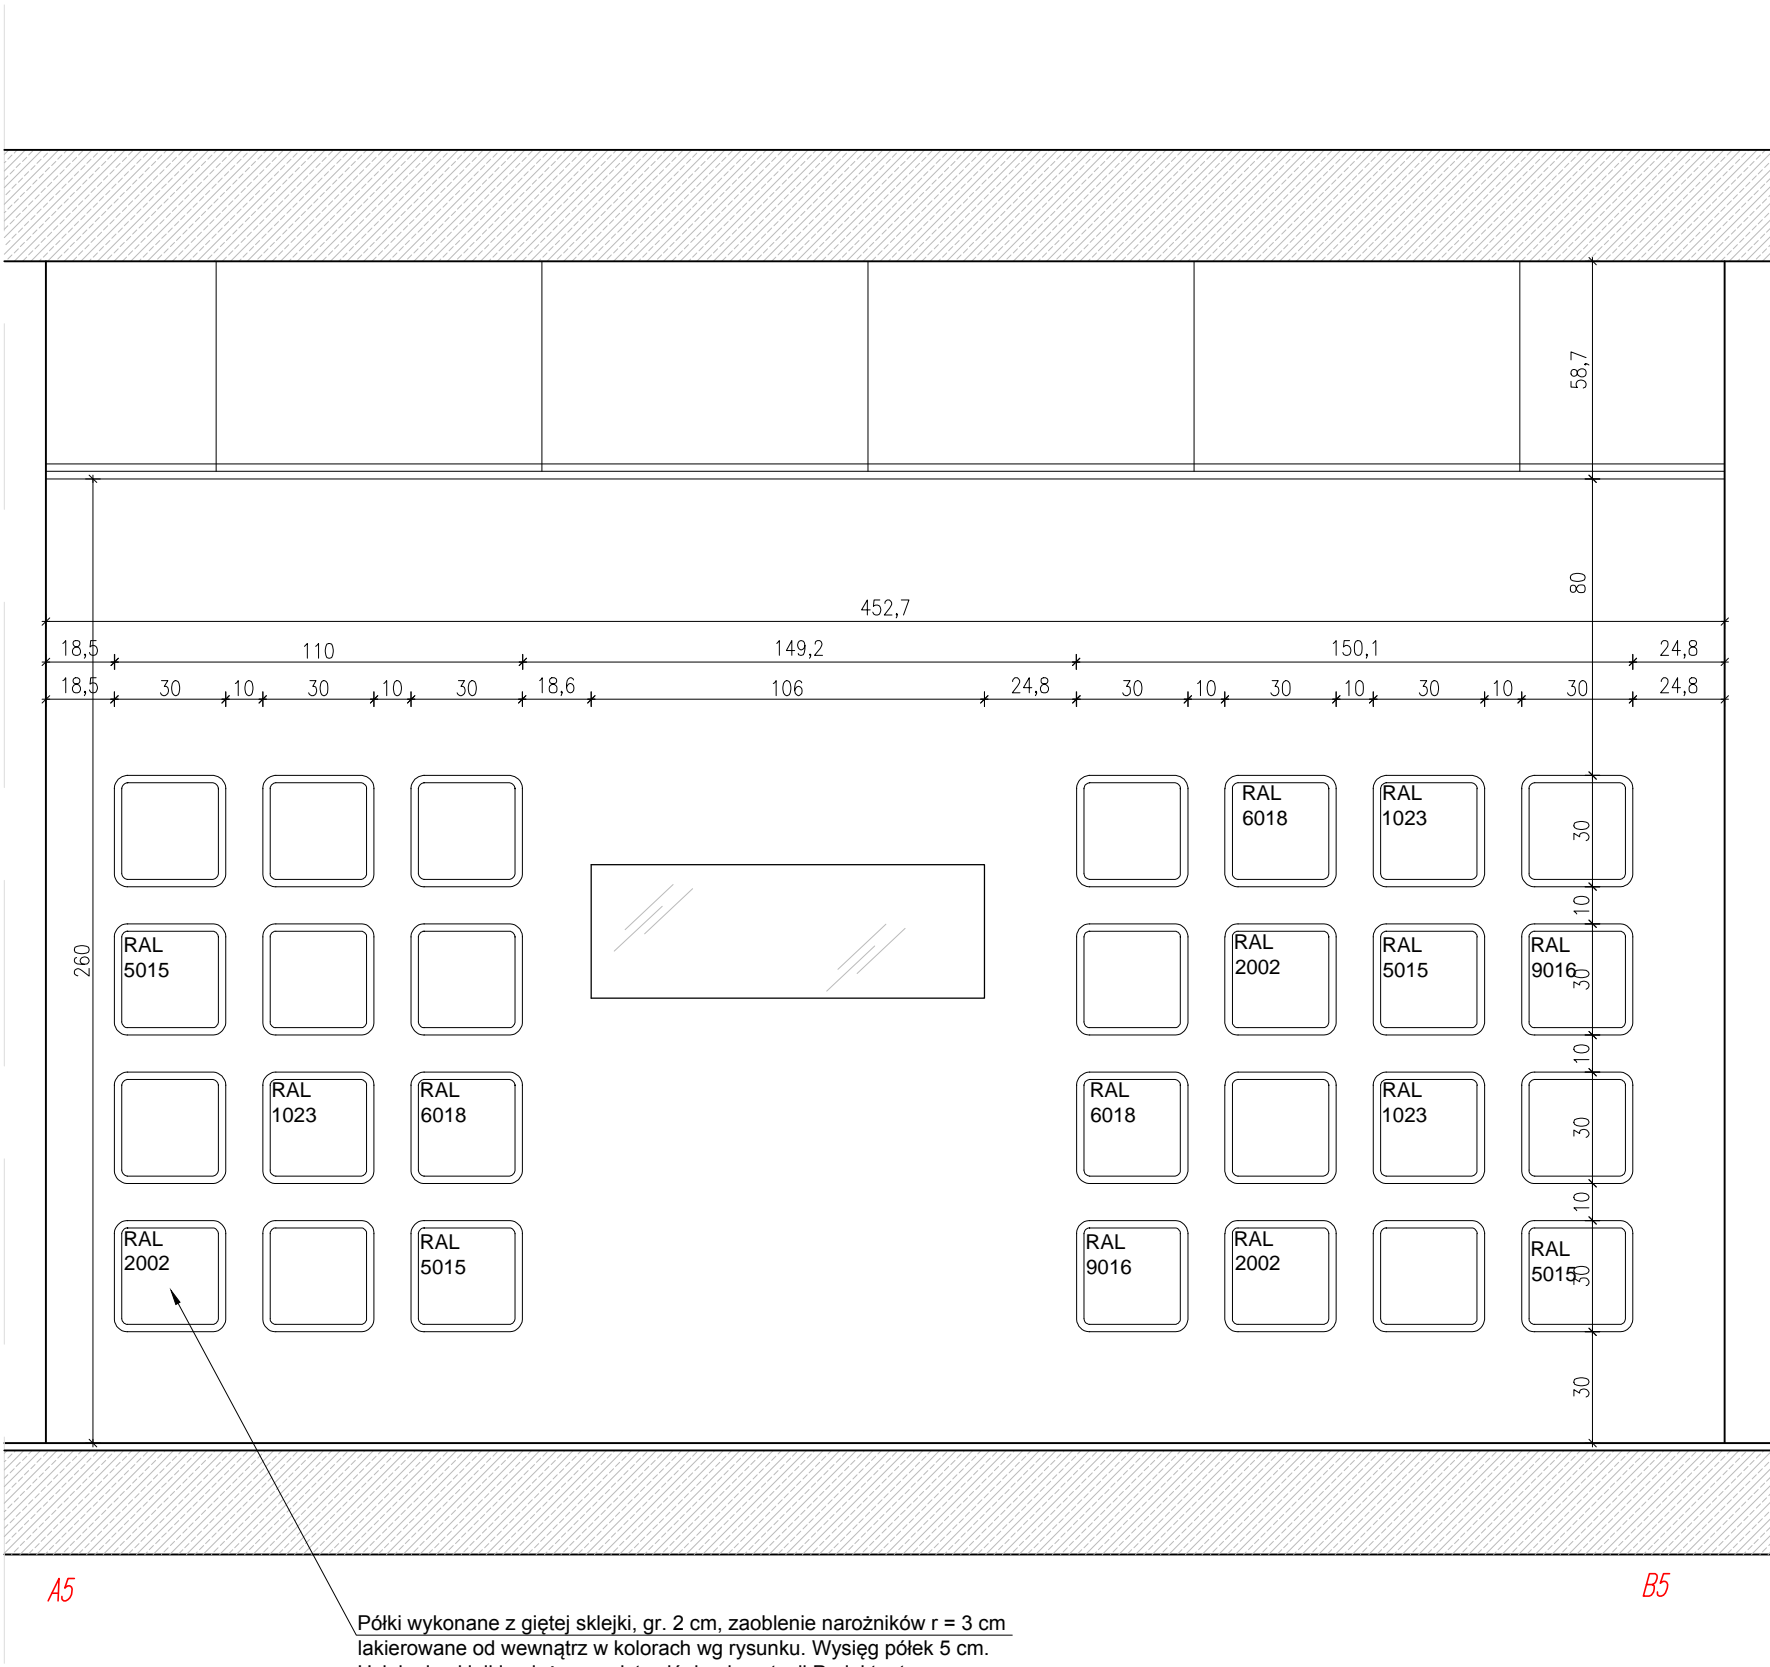 58,7
80
452,7
18,5 110 149,2 150,1 24,8
18,5 30 10 30 10 30 18,6 106 24,8 30 10 30 10 30 10 30 24,8
RAL
6018
RAL
1023
30
10
260
RAL
5015
RAL
2002
RAL
5015
RAL
9016
30
10
RAL
1023
RAL
6018
RAL
6018
RAL
1023
30
10
RAL
2002
RAL
5015
RAL
9016
RAL
2002
RAL
5015
30
30
A5
B5
Półki wykonane z giętej sklejki, gr. 2 cm, zaoblenie narożników r = 3 cm
lakierowane od wewnątrz w kolorach wg rysunku. Wysięg półek 5 cm.